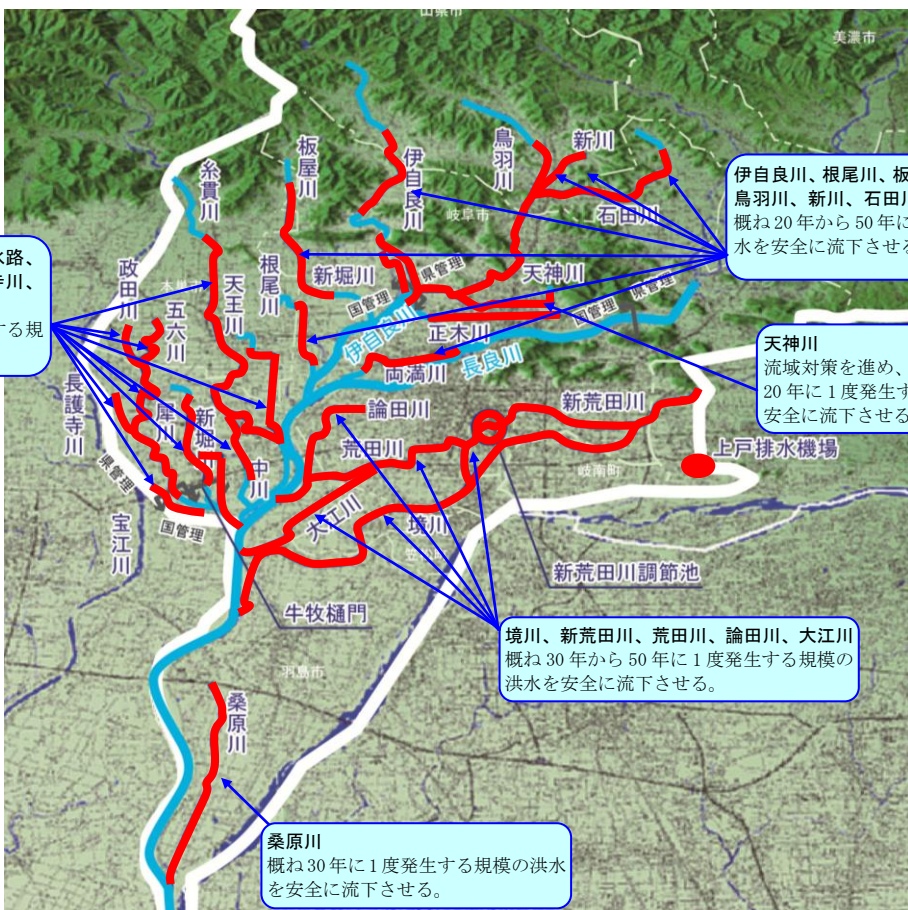 山県市
美濃市
糸貫川
板屋川
伊自良川
鳥羽川
新川
石田川
岐阜市
伊自良川、根尾川、板
鳥羽川、新川、石田川
概ね 20 年から 50 年に
水を安全に流下させる
水路、
寺川、
する規
政田川
五六川
天王川
根尾川
新堀川
国管理
県管理
天神川
国管理
県管理
伊自良川
正木川
長良川
両満川
天神川
流域対策を進め、
20 年に 1 度発生す
安全に流下させる
長護寺川
犀川
新堀
中川
論田川
荒田川
新荒田川
上戸排水機場
岐南町
県管理
国管理
宝江川
大江川
境川
新荒田川調節池
牛牧樋門
羽島市
境川、新荒田川、荒田川、論田川、大江川
概ね 30 年から 50 年に 1 度発生する規模の
洪水を安全に流下させる。
桑原川
桑原川
概ね 30 年に 1 度発生する規模の洪水
を安全に流下させる。